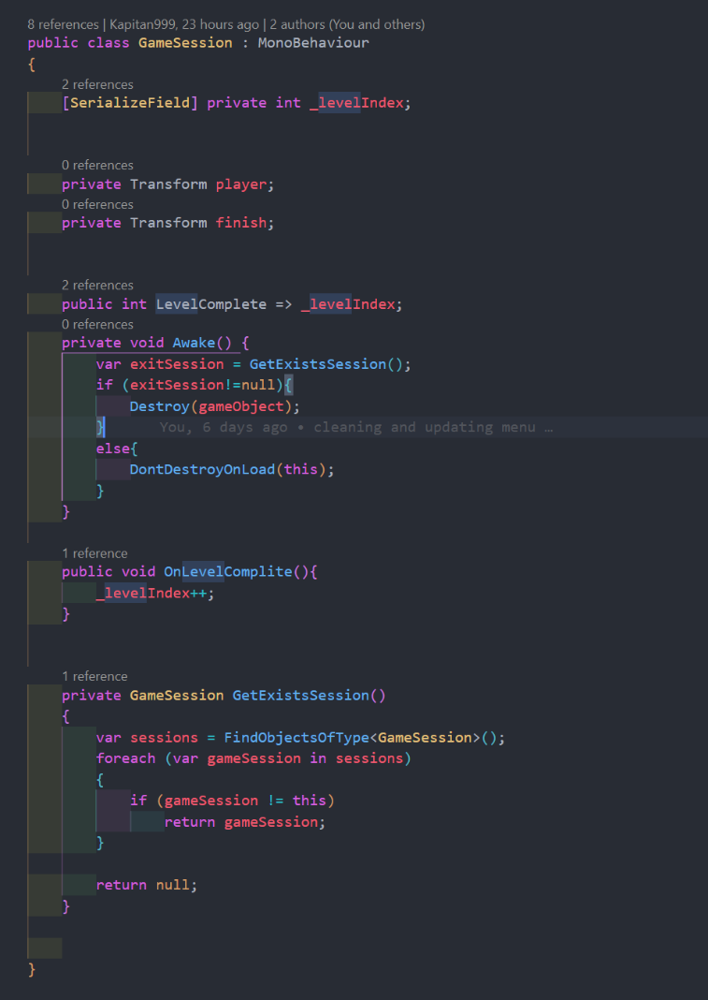 8 references | Kapitan999, 23 hours ago | 2 authors (You and others)
public class GameSession : MonoBehaviour
{
2 references
[SerializeField] private int _levelIndex;
0 references
private Transform player;
0 references
private Transform finish;
2 references
public int LevelComplete => _levelIndex;
0 references
private void Awake() {
var exitSession = GetExistsSession();
if (exitSession!=null){
Destroy(gameObject);
} You, 6 days ago • cleaning and updating menu …
else{
DontDestroyOnLoad(this);
}
}
1 reference
public void OnLevelComplite(){
_levelIndex++;
}
1 reference
private GameSession GetExistsSession()
{
var sessions = FindObjectsOfType<GameSession>();
foreach (var gameSession in sessions)
{
if (gameSession != this)
return gameSession;
}
return null;
}
}